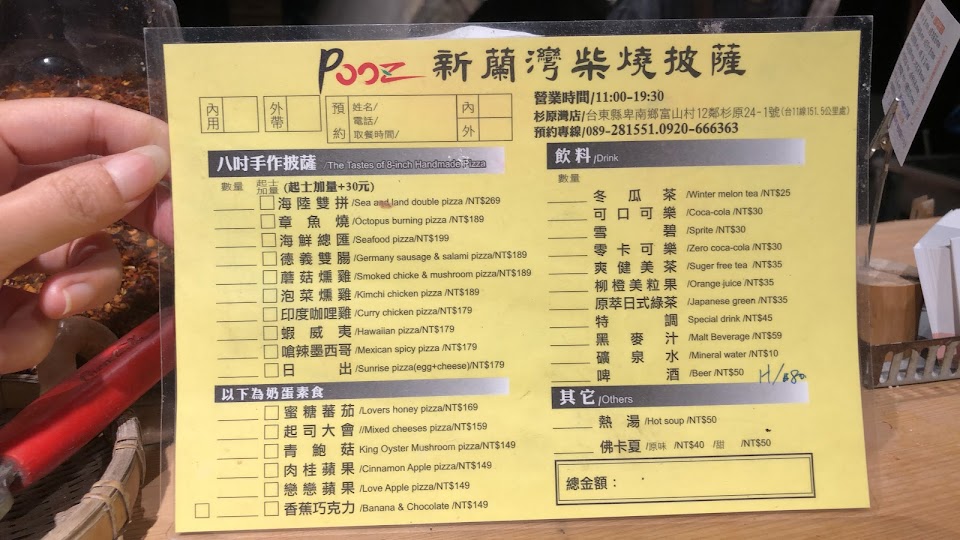 Pooz 新蘭灣柴燒披薩
內用 外帶 預約 姓名/ 電話/ 取餐時間/ 內 外
營業時間/11:00-19:30
杉原灣店/台東縣卑南鄉富山村12鄰杉原24-1號(台11線151.5公里處)
預約專線/089-281551.0920-666363
八吋手作披薩 /The Tastes of 8-inch Handmade Pizza
數量 起士加量 (起士加量+30元)
海陸雙拼/Sea and land double pizza /NT$269
章魚燒/Octopus burning pizza /NT$189
海鮮總匯/Seafood pizza/NT$199
德義雙腸/Germany sausage & salami pizza/NT$189
蘑菇燻雞/Smoked chicke & mushroom pizza/NT$189
泡菜燻雞/Kimchi chicken pizza /NT$189
印度咖哩雞/Curry chicken pizza/NT$179
蝦威夷/Hawaiian pizza/NT$179
嗆辣墨西哥/Mexican spicy pizza /NT$179
日出/Sunrise pizza(egg+cheese)/NT$179
以下為奶蛋素食
蜜糖蕃茄/Lovers honey pizza/NT$169
起司大會//Mixed cheeses pizza/NT$159
青鮑菇 King Oyster Mushroom pizza/NT$149
肉桂蘋果/Cinnamon Apple pizza/NT$149
戀戀蘋果/Love Apple pizza/NT$149
香蕉巧克力/Banana & Chocolate /NT$149
飲料/Drink
數量
冬瓜茶/Winter melon tea /NT$25
可口可樂/Coca-cola /NT$30
雪碧/Sprite /NT$30
零卡可樂/Zero coca-cola /NT$30
爽健美茶/Suger free tea /NT$35
柳橙美粒果/Orange juice /NT$35
原萃日式綠茶/Japanese green /NT$35
特調 Special drink /NT$45
黑麥汁/Malt Beverage /NT$59
礦泉水/Mineral water /NT$10
啤酒/Beer /NT$50
其它/Others
熱湯/Hot soup /NT$50
佛卡夏/原味 /NT$40 /甜 /NT$50
總金額：